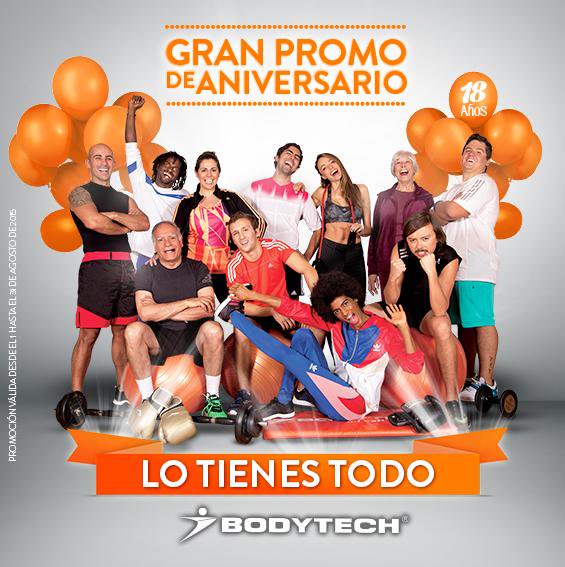 GRAN PROMO
DE ANIVERSARIO
18
Años
PROMOCIÓN VÁLIDA DESDE EL 1 HASTA EL 31 DE AGOSTO DE 2015
LO TIENES TODO
BODYTECH®